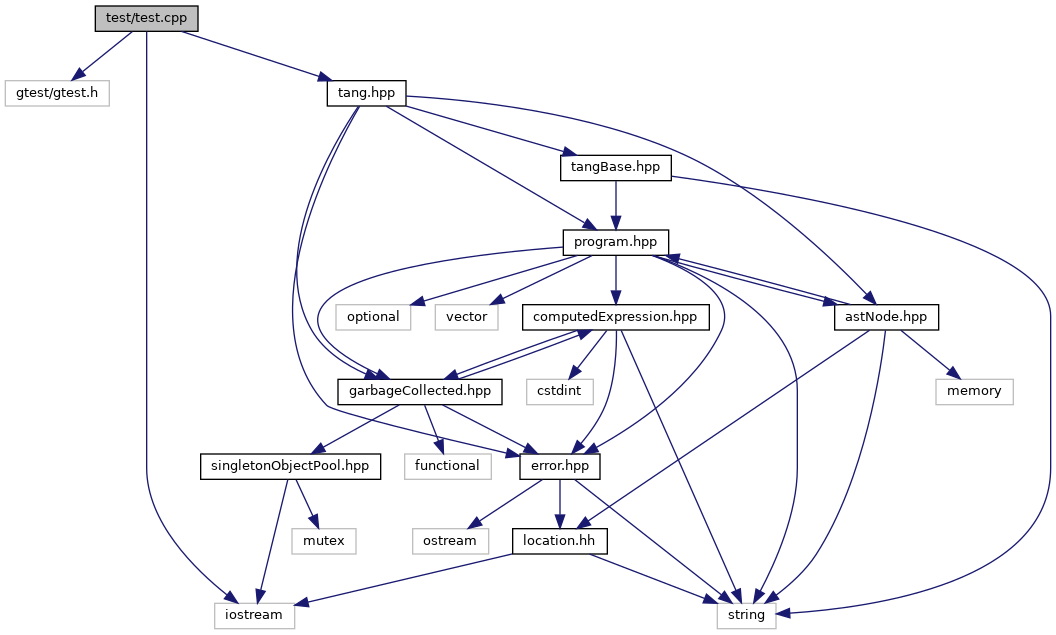 test/test.cpp
gtest/gtest.h
tang.hpp
tangBase.hpp
program.hpp
optional
vector
computedExpression.hpp
astNode.hpp
garbageCollected.hpp
cstdint
memory
singletonObjectPool.hpp
functional
error.hpp
mutex
ostream
location.hh
iostream
string